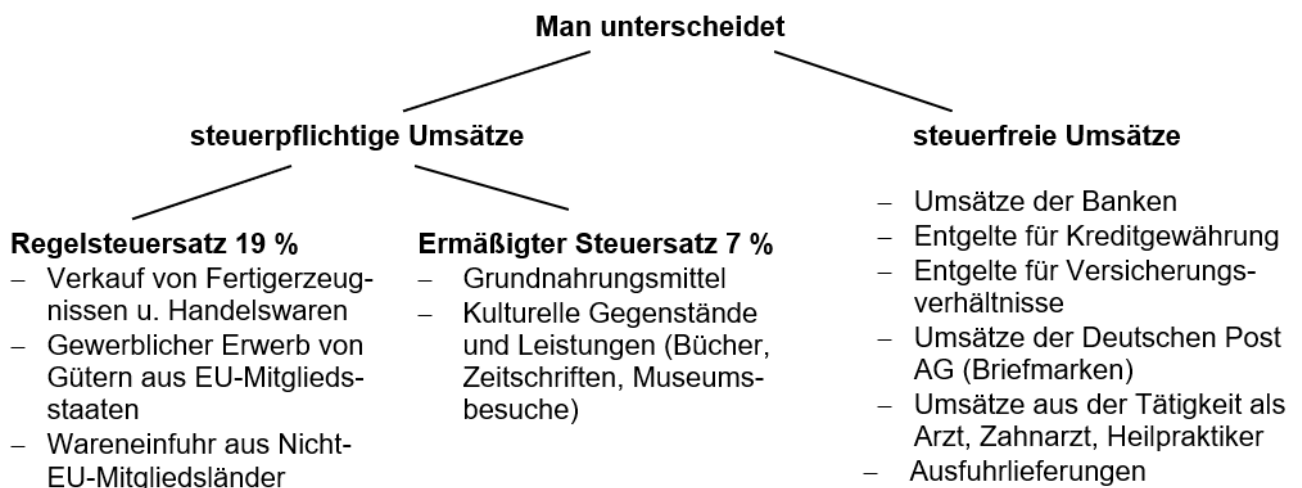 Man unterscheidet
steuerpflichtige Umsätze
Regelsteuersatz 19 %
– Verkauf von Fertigerzeug-
nissen u. Handelswaren
– Gewerblicher Erwerb von
Gütern aus EU-Mitglieds-
staaten
– Wareneinfuhr aus Nicht-
EU-Mitgliedsländer
Ermäßigter Steuersatz 7 %
– Grundnahrungsmittel
– Kulturelle Gegenstände
und Leistungen (Bücher,
Zeitschriften, Museums-
besuche)
steuerfreie Umsätze
– Umsätze der Banken
– Entgelte für Kreditgewährung
– Entgelte für Versicherungs-
verhältnisse
– Umsätze der Deutschen Post
AG (Briefmarken)
– Umsätze aus der Tätigkeit als
Arzt, Zahnarzt, Heilpraktiker
– Ausfuhrlieferungen